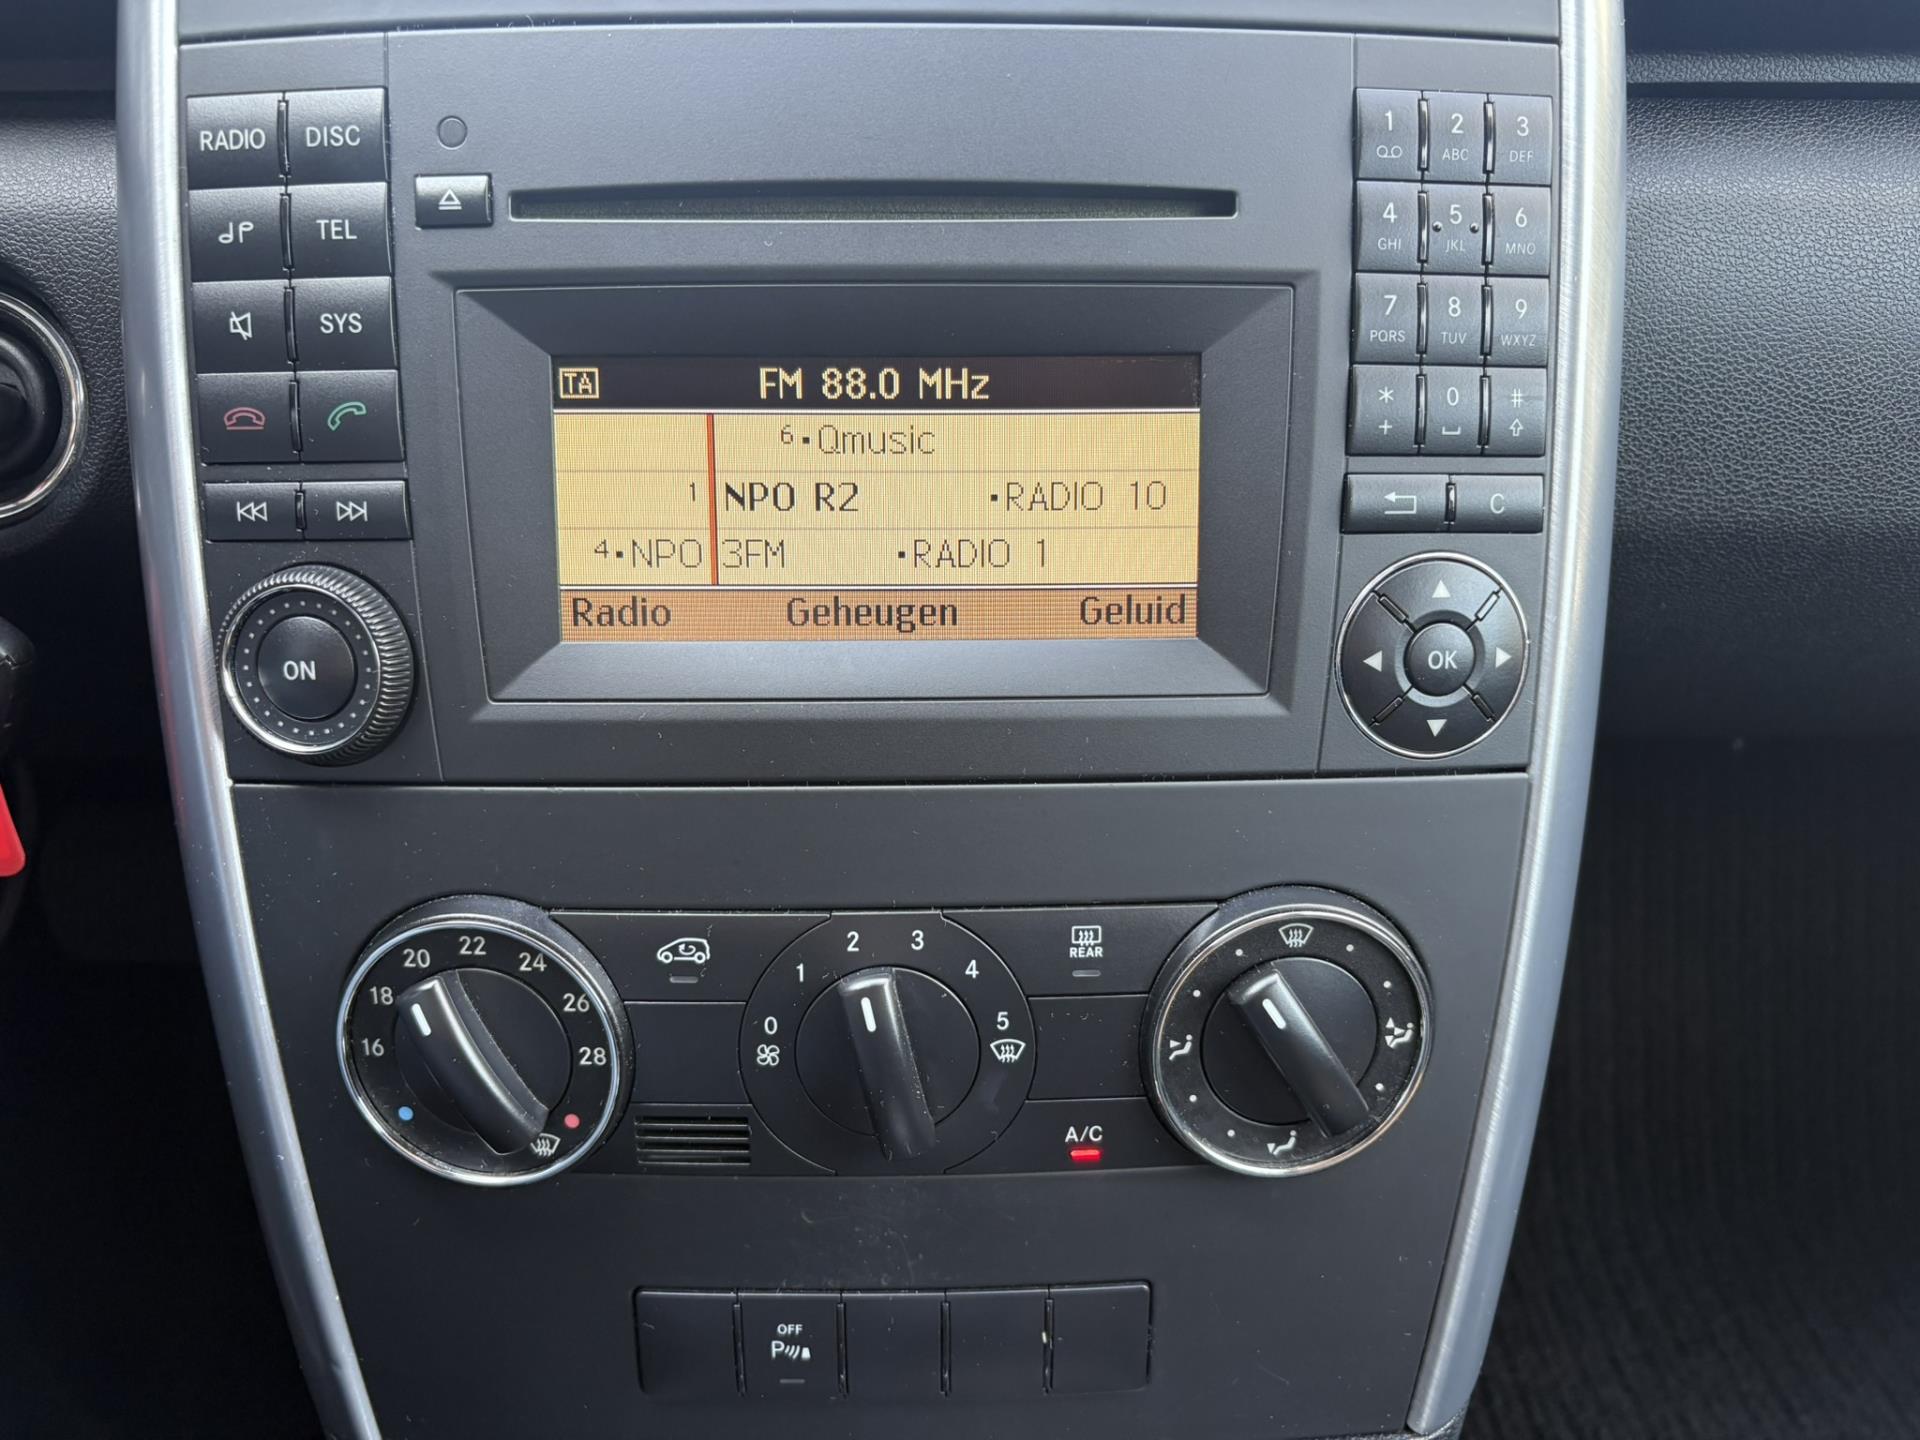 RADIO DISC
TEL
SYS
ON
TA FM 88.0 MHz
6 Qmusic
1 NPO R2 RADIO 10
4 NPO 3FM RADIO 1
Radio Geheugen Geluid
1 2 3
ABC DEF
4 5 6
GHI JKL MNO
7 8 9
PQRS TUV WXYZ
* 0 #
+
C
OK
16 18 20 22 24 26 28
0 1 2 3 4 5
REAR
A/C
OFF
P